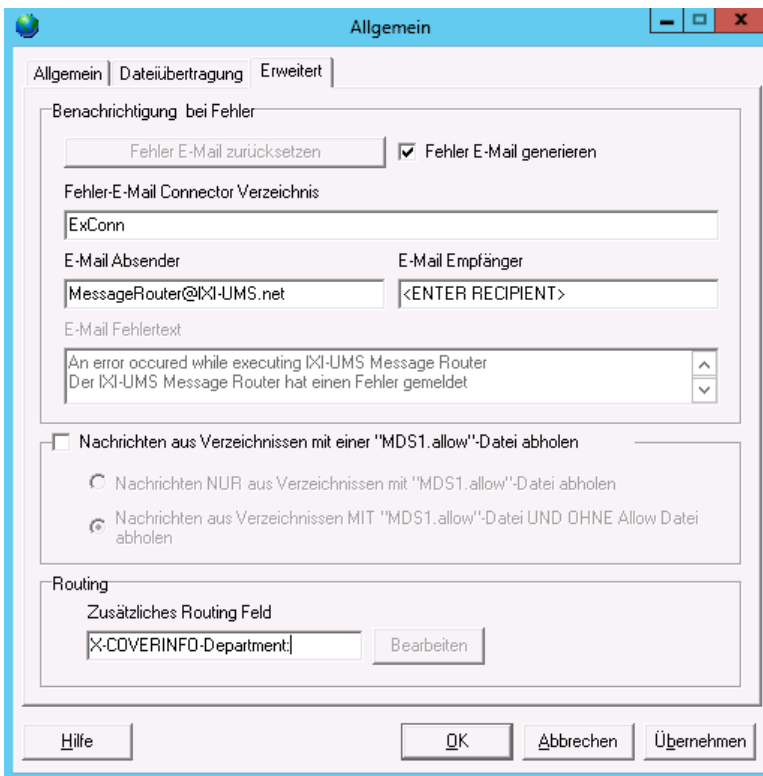 Allgemein
Allgemein Dateiübertragung Erweitert
Benachrichtigung bei Fehler
Fehler E-Mail zurücksetzen Fehler E-Mail generieren
Fehler-E-Mail Connector Verzeichnis
ExConn
E-Mail Absender E-Mail Empfänger
MessageRouter@IXI-UMS.net <ENTER RECIPIENT>
E-Mail Fehlertext
An error occured while executing IXI-UMS Message Router
Der IXI-UMS Message Router hat einen Fehler gemeldet
Nachrichten aus Verzeichnissen mit einer "MDS1.allow"-Datei abholen
Nachrichten NUR aus Verzeichnissen mit "MDS1.allow"-Datei abholen
Nachrichten aus Verzeichnissen MIT "MDS1.allow"-Datei UND OHNE Allow Datei
abholen
Routing
Zusätzliches Routing Feld
X-COVERINFO-Department: Bearbeiten
Hilfe OK Abbrechen Übernehmen